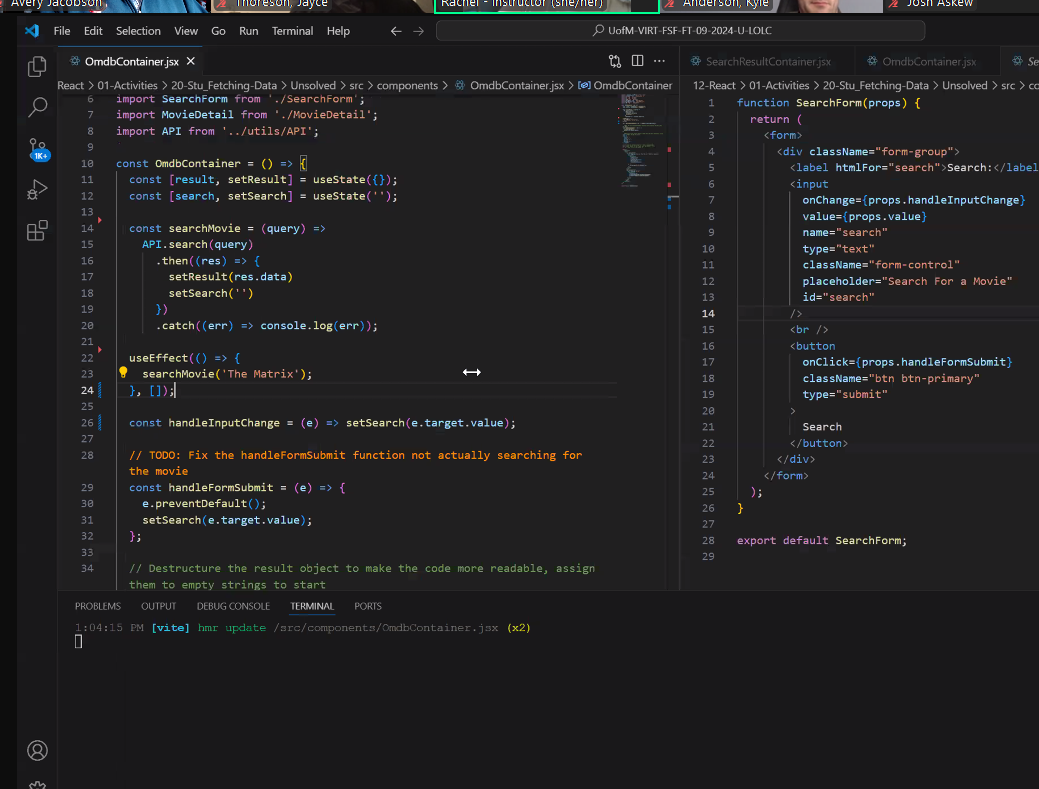 Avery Jacobson
Thoreson, Jayce
Rachel - Instructor (she/her)
Anderson, Kyle
Josh Askew
File Edit Selection View Go Run Terminal Help
UofM-VIRT-FSF-FT-09-2024-U-LOLC
OmdbContainer.jsx
React > 01-Activities > 20-Stu_Fetching-Data > Unsolved > src > components > OmdbContainer.jsx > OmdbContainer
6 import SearchForm from './SearchForm';
7 import MovieDetail from './MovieDetail';
8 import API from '../utils/API';
9
10 const OmdbContainer = () => {
11 const [result, setResult] = useState({});
12 const [search, setSearch] = useState('');
13
14 const searchMovie = (query) =>
15 API.search(query)
16 .then((res) => {
17 setResult(res.data)
18 setSearch('')
19 })
20 .catch((err) => console.log(err));
21
22 useEffect(() => {
23 searchMovie('The Matrix');
24 }, []);
25
26 const handleInputChange = (e) => setSearch(e.target.value);
27
28 // TODO: Fix the handleFormSubmit function not actually searching for
the movie
29 const handleFormSubmit = (e) => {
30 e.preventDefault();
31 setSearch(e.target.value);
32 };
33
34 // Destructure the result object to make the code more readable, assign
them to empty strings to start
SearchResultContainer.jsx
OmdbContainer.jsx
12-React > 01-Activities > 20-Stu_Fetching-Data > Unsolved > src >
1 function SearchForm(props) {
2 return (
3 <form>
4 <div className="form-group">
5 <label htmlFor="search">Search:</label
6 <input
7 onChange={props.handleInputChange}
8 value={props.value}
9 name="search"
10 type="text"
11 className="form-control"
12 placeholder="Search For a Movie"
13 id="search"
14 />
15 <br />
16 <button
17 onClick={props.handleFormSubmit}
18 className="btn btn-primary"
19 type="submit"
20 >
21 Search
22 </button>
23 </div>
24 </form>
25 );
26 }
27
28 export default SearchForm;
29
1K+
PROBLEMS OUTPUT DEBUG CONSOLE TERMINAL PORTS
1:04:15 PM [vite] hmr update /src/components/OmdbContainer.jsx (x2)